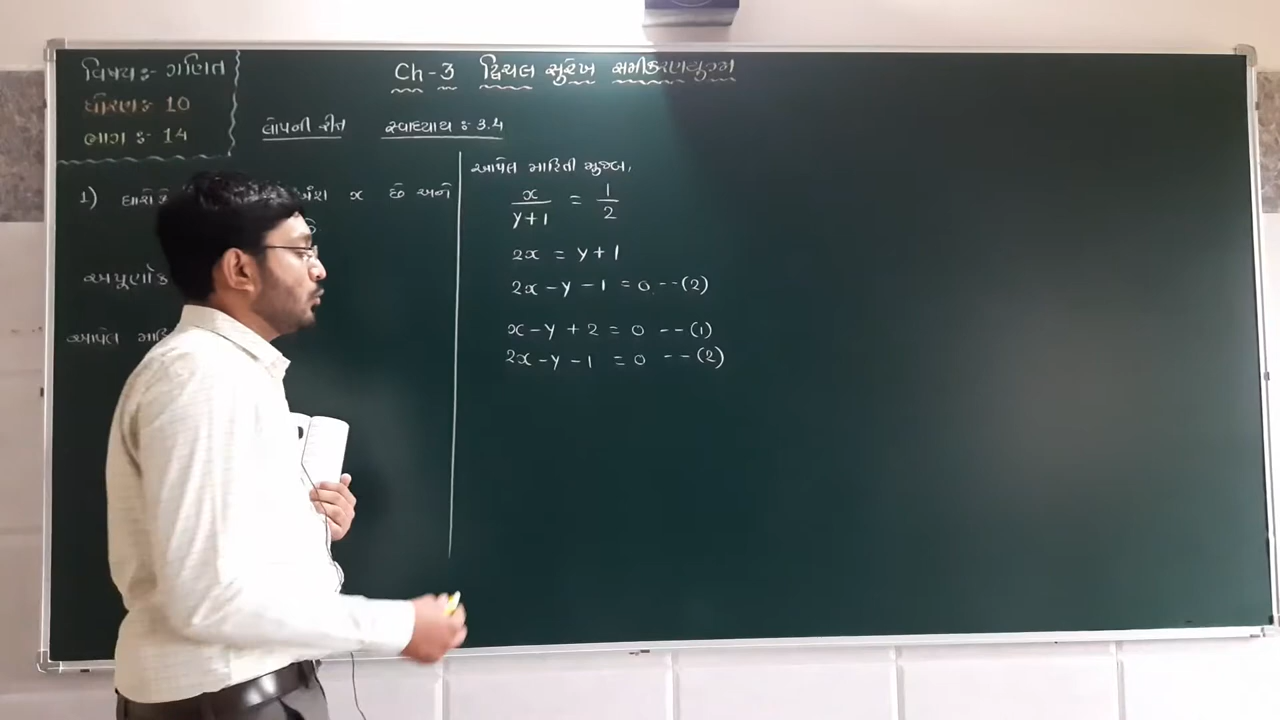 વિષય :- ગણિત
ધોરણ :- 10
ભાગ :- 14
Ch-3 દ્વિચલ સુરેખ સમીકરણયુગ્મ
લોપની રીત સ્વાધ્યાય :- 3.4
1) ધારો કે અંશ x છે અને
અપૂર્ણાંક
આપેલ
આપેલ માહિતી મુજબ,
x/(y+1) = 1/2
2x = y+1
2x-y-1 = 0 --(2)
x-y+2 = 0 --(1)
2x-y-1 = 0 --(2)